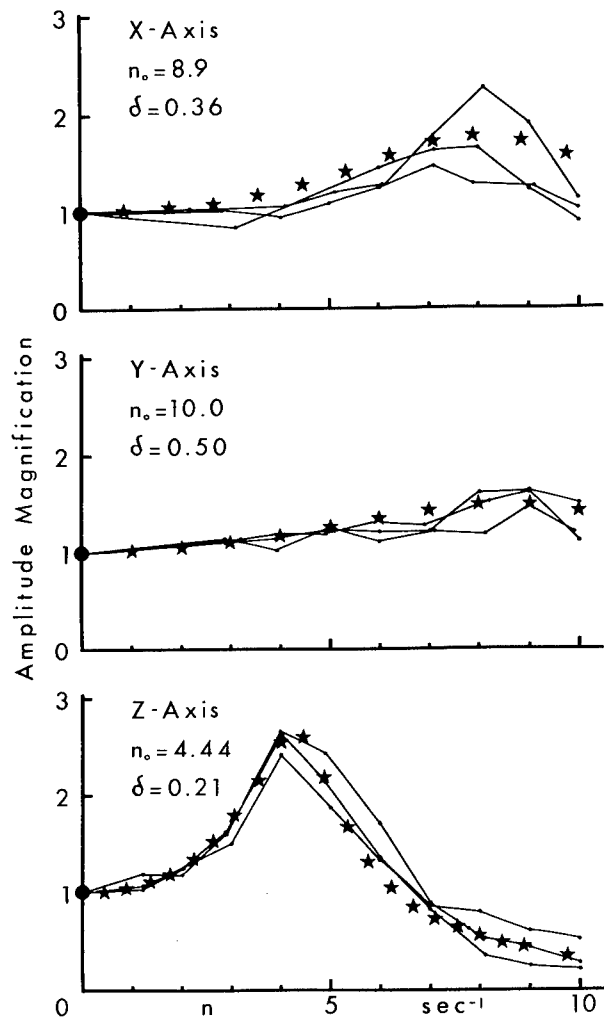 3
X-Axis
n₀=8.9
2
δ=0.36
1
0
3
Y-Axis
n₀=10.0
2
δ=0.50
1
0
Amplitude Magnification
3
Z-Axis
n₀=4.44
2
δ=0.21
1
0 n 5 sec⁻¹ 10